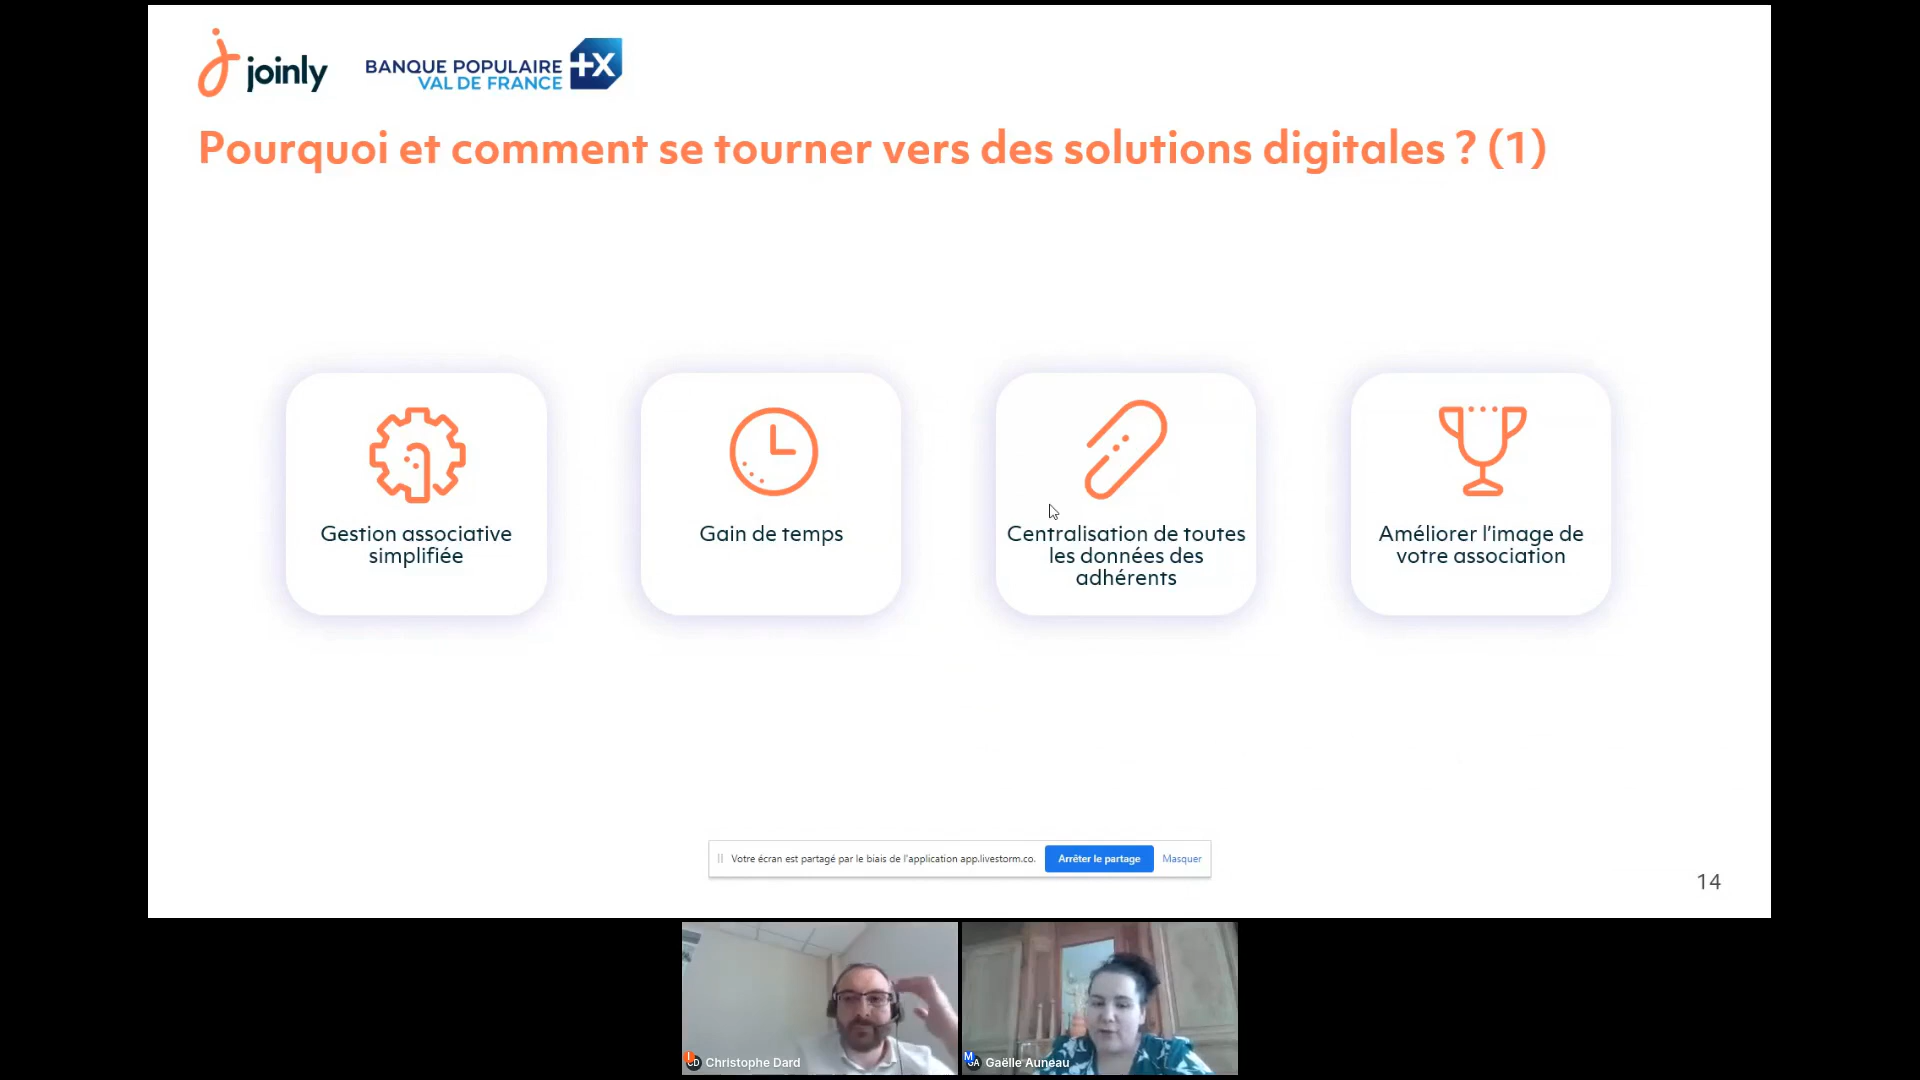 joinly
BANQUE POPULAIRE
VAL DE FRANCE
+X
Pourquoi et comment se tourner vers des solutions digitales ? (1)
Gestion associative
simplifiée
Gain de temps
Centralisation de toutes
les données des
adhérents
Améliorer l'image de
votre association
Votre écran est partagé par le biais de l'application app.livestorm.co.
Arrêter le partage
Masquer
14
CD Christophe Dard
M GA Gaëlle Auneau